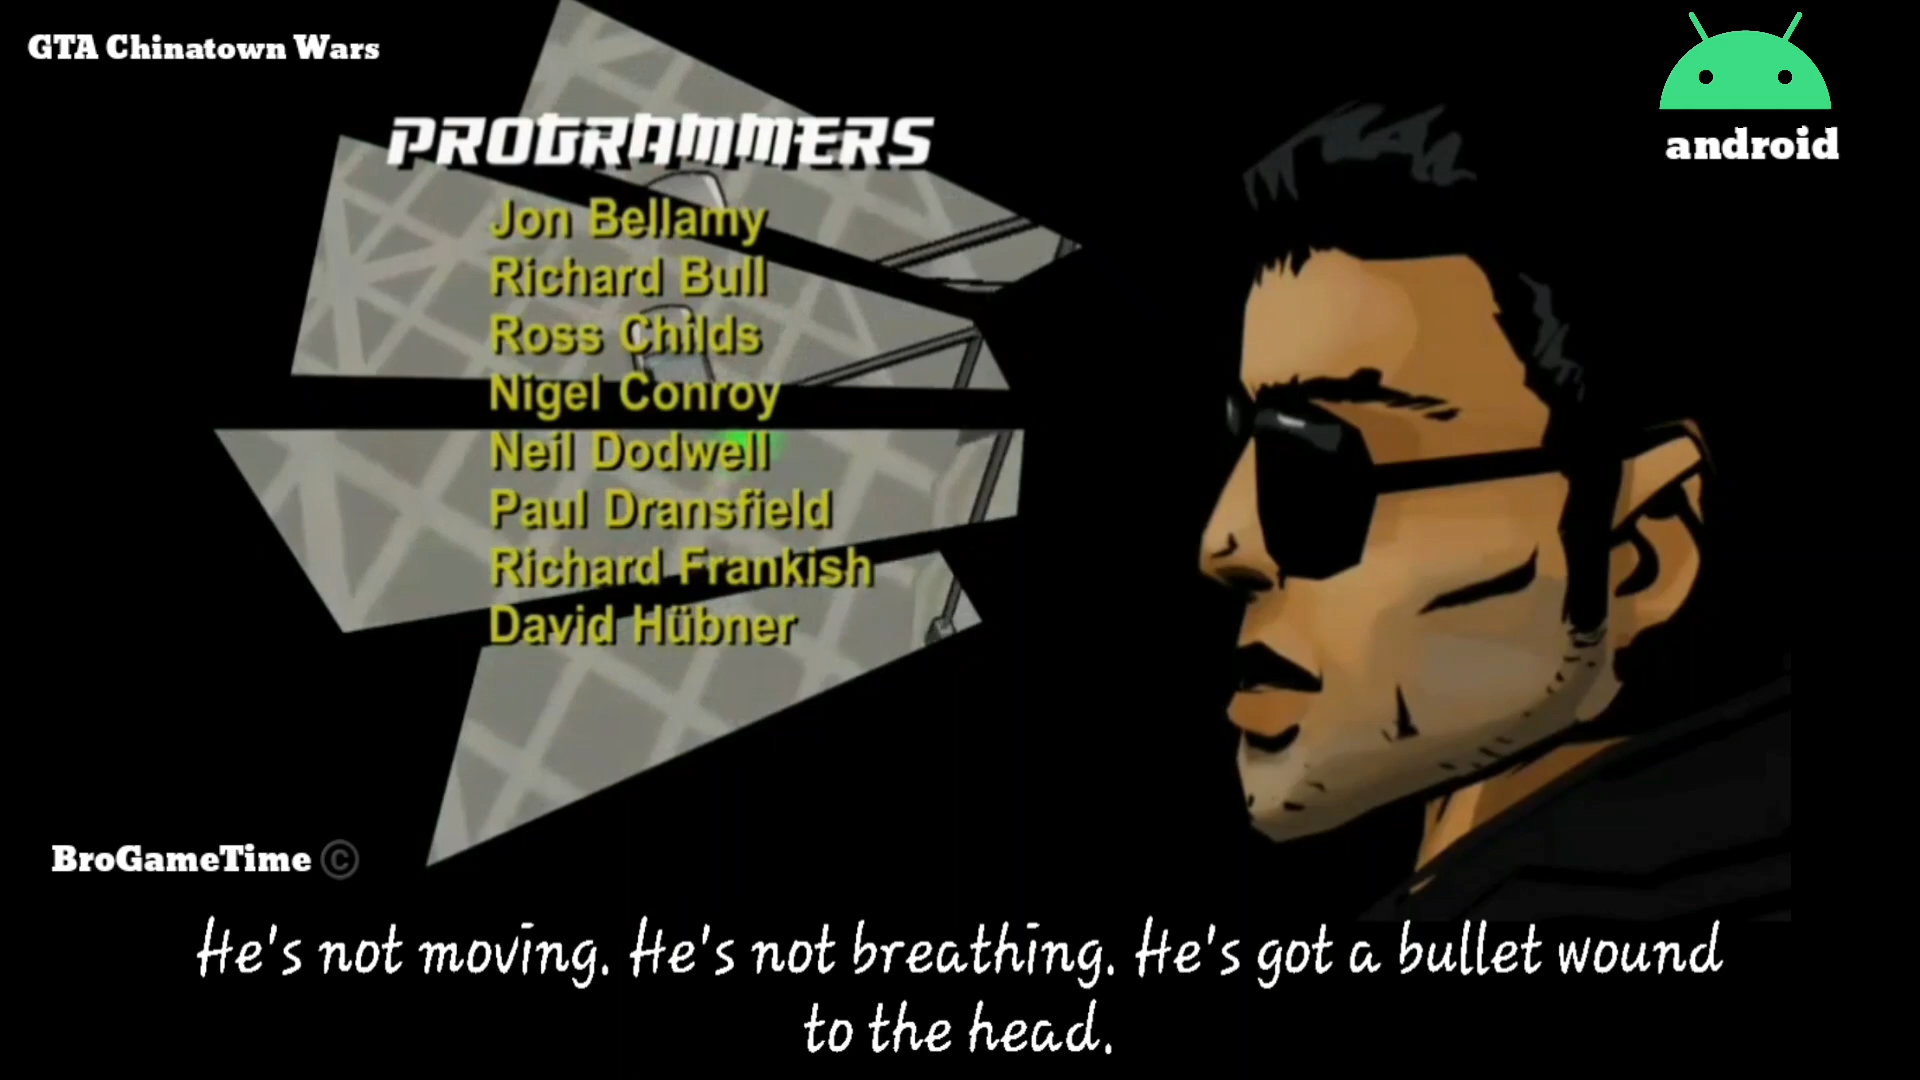 GTA Chinatown Wars
android
PROGRAMMERS
Jon Bellamy
Richard Bull
Ross Childs
Nigel Conroy
Neil Dodwell
Paul Dransfield
Richard Frankish
David Hübner
BroGameTime ©
He's not moving. He's not breathing. He's got a bullet wound
to the head.